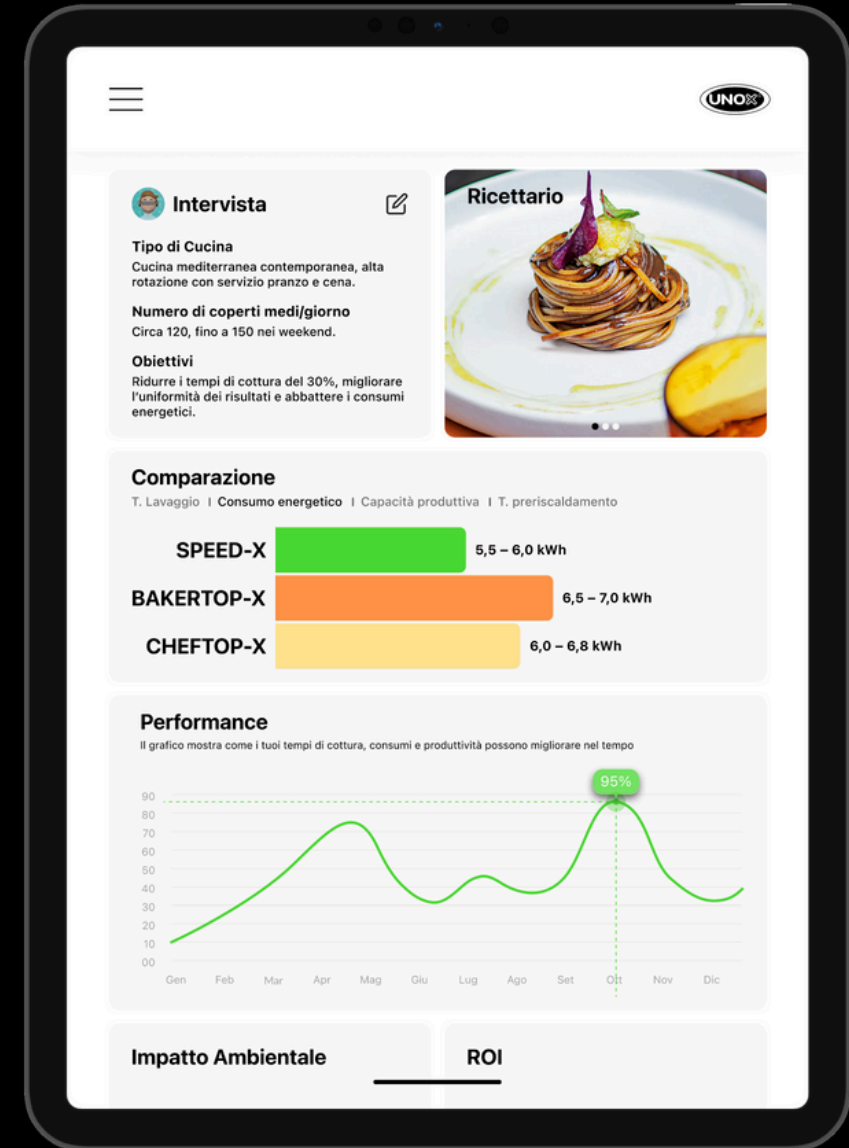 UNOX
Intervista
Tipo di Cucina
Cucina mediterranea contemporanea, alta
rotazione con servizio pranzo e cena.
Numero di coperti medi/giorno
Circa 120, fino a 150 nei weekend.
Obiettivi
Ridurre i tempi di cottura del 30%, migliorare
l'uniformità dei risultati e abbattere i consumi
energetici.
Ricettario
Comparazione
T. Lavaggio I Consumo energetico I Capacità produttiva I T. preriscaldamento
SPEED-X 5,5 – 6,0 kWh
BAKERTOP-X 6,5 – 7,0 kWh
CHEFTOP-X 6,0 – 6,8 kWh
Performance
Il grafico mostra come i tuoi tempi di cottura, consumi e produttività possono migliorare nel tempo
95%
90
80
70
60
50
40
30
20
10
00
Gen Feb Mar Apr Mag Giu Lug Ago Set Ott Nov Dic
Impatto Ambientale
ROI